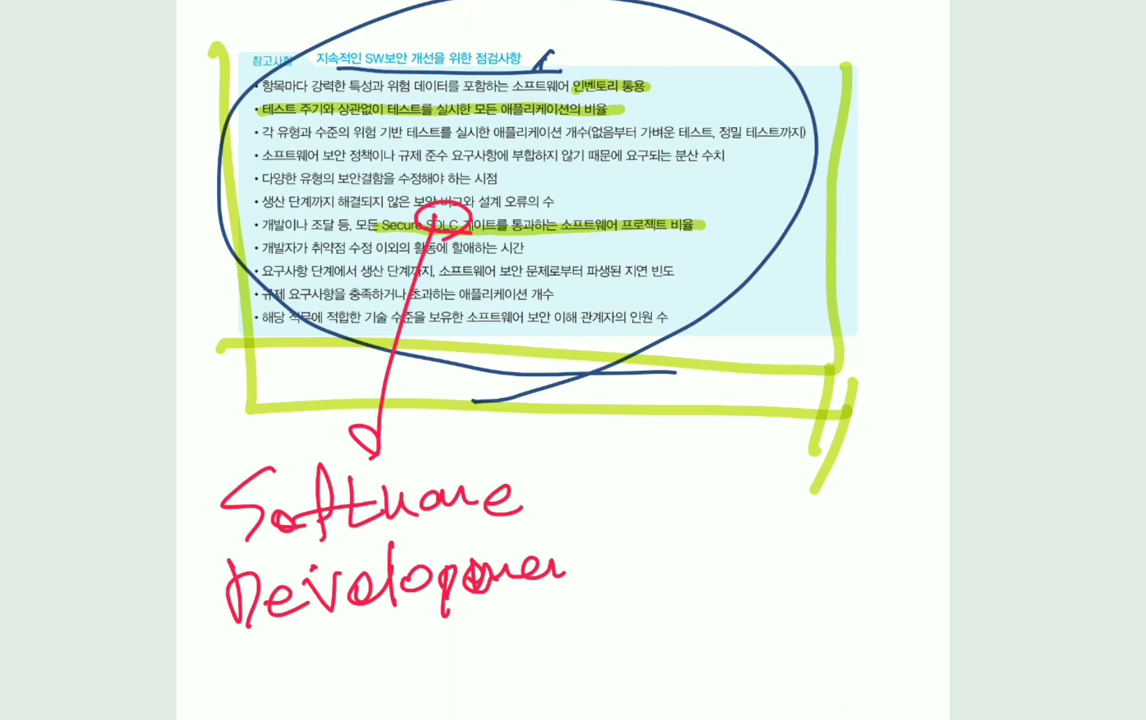 참고사항 지속적인 SW보안 개선을 위한 점검사항
• 항목마다 강력한 특성과 위험 데이터를 포함하는 소프트웨어 인벤토리 통용
• 테스트 주기와 상관없이 테스트를 실시한 모든 애플리케이션의 비율
• 각 유형과 수준의 위험 기반 테스트를 실시한 애플리케이션 개수(없음부터 가벼운 테스트, 정밀 테스트까지)
• 소프트웨어 보안 정책이나 규제 준수 요구사항에 부합하지 않기 때문에 요구되는 분산 수치
• 다양한 유형의 보안결함을 수정해야 하는 시점
• 생산 단계까지 해결되지 않은 보안 버그와 설계 오류의 수
• 개발이나 조달 등, 모든 Secure SDLC 게이트를 통과하는 소프트웨어 프로젝트 비율
• 개발자가 취약점 수정 이외의 활동에 할애하는 시간
• 요구사항 단계에서 생산 단계까지, 소프트웨어 보안 문제로부터 파생된 지연 빈도
• 규제 요구사항을 충족하거나 초과하는 애플리케이션 개수
• 해당 직무에 적합한 기술 수준을 보유한 소프트웨어 보안 이해 관계자의 인원 수
Software
Developmen